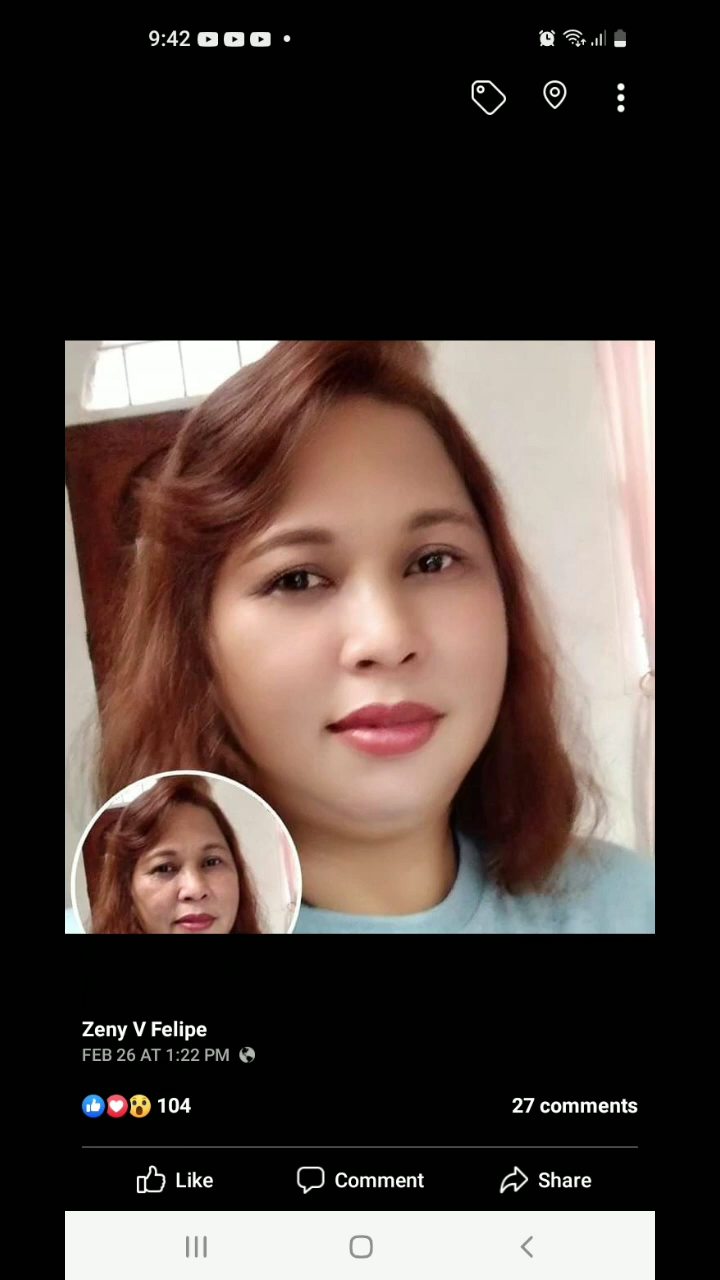 9:42
Zeny V Felipe
FEB 26 AT 1:22 PM
104
27 comments
Like
Comment
Share